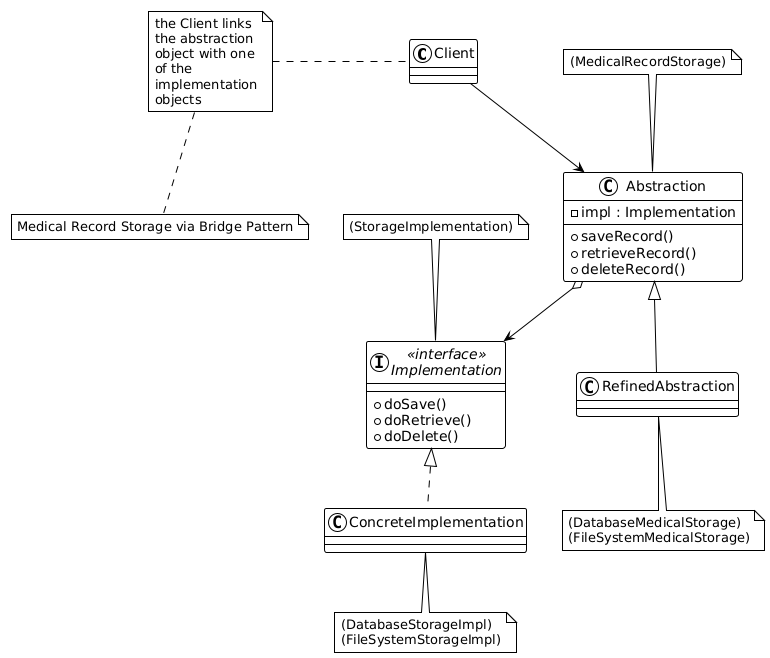 the Client links
the abstraction
object with one
of the
implementation
objects
C Client
(MedicalRecordStorage)
C Abstraction
impl : Implementation
saveRecord()
retrieveRecord()
deleteRecord()
Medical Record Storage via Bridge Pattern
(StorageImplementation)
I «interface»
Implementation
doSave()
doRetrieve()
doDelete()
C RefinedAbstraction
C ConcreteImplementation
(DatabaseMedicalStorage)
(FileSystemMedicalStorage)
(DatabaseStorageImpl)
(FileSystemStorageImpl)